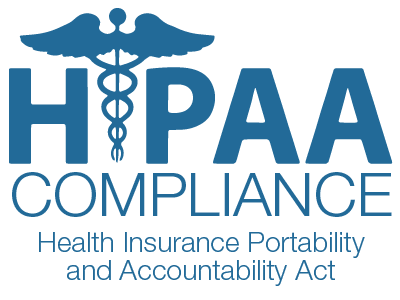 HIPAA
COMPLIANCE
Health Insurance Portability
and Accountability Act